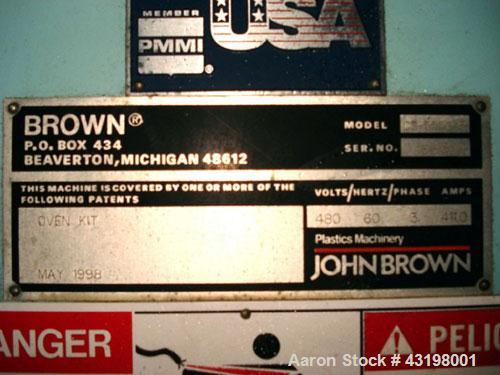 MEMBER
PMMI
®
USA
BROWN®
P.O. BOX 434
BEAVERTON, MICHIGAN 48612
MODEL
SER. NO.
THIS MACHINE IS COVERED BY ONE OR MORE OF THE
FOLLOWING PATENTS
OVEN KIT
MAY 1998
VOLTS/HERTZ/PHASE AMPS
480 60 3
Plastics Machinery
JOHN BROWN
ANGER
PELIG
Aaron Stock # 43198001